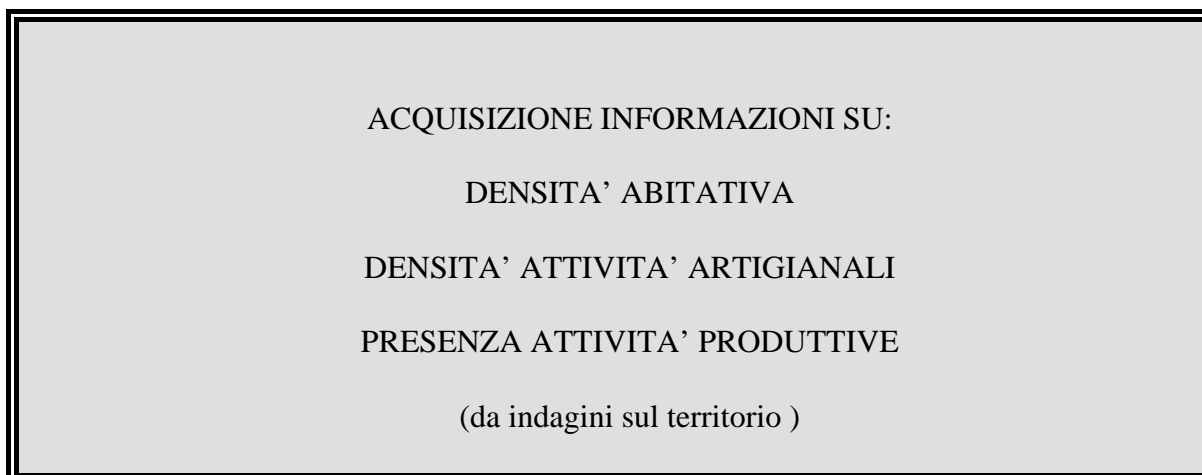 ACQUISIZIONE INFORMAZIONI SU:
DENSITA’ ABITATIVA
DENSITA’ ATTIVITA’ ARTIGIANALI
PRESENZA ATTIVITA’ PRODUTTIVE
(da indagini sul territorio )